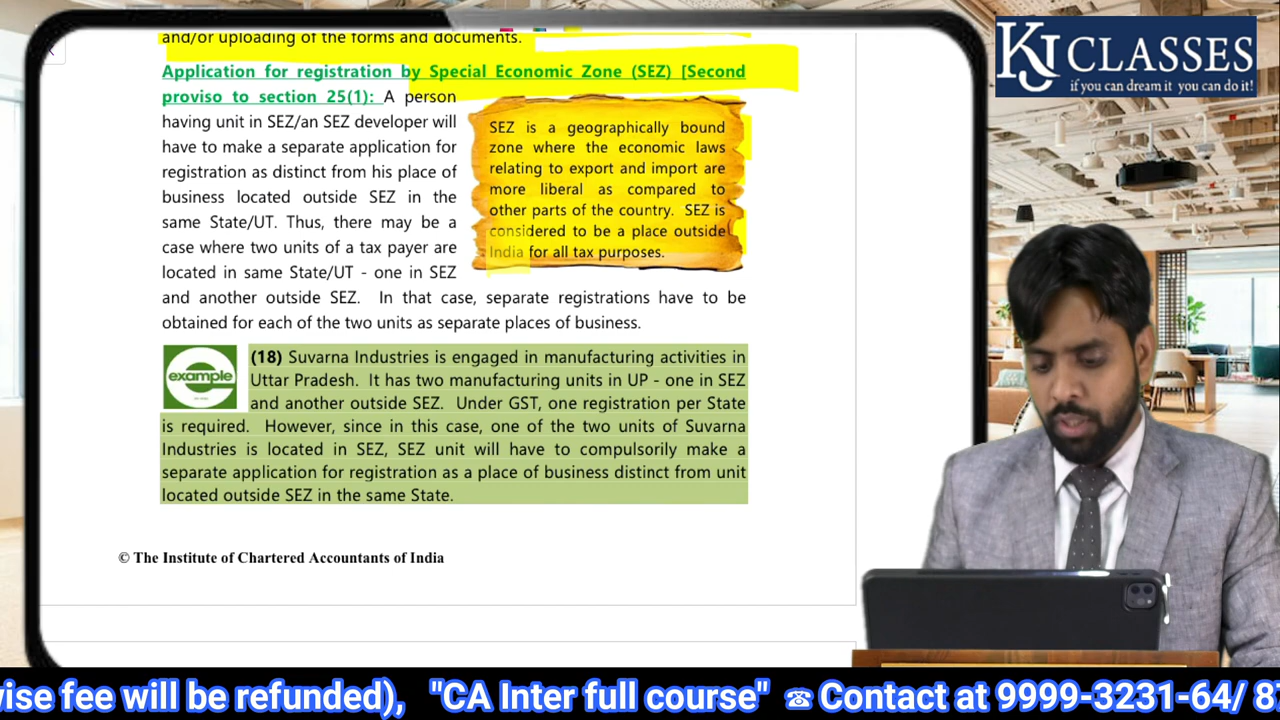 and/or uploading of the forms and documents.
Application for registration by Special Economic Zone (SEZ) [Second
proviso to section 25(1): A person
having unit in SEZ/an SEZ developer will
have to make a separate application for
registration as distinct from his place of
business located outside SEZ in the
same State/UT. Thus, there may be a
case where two units of a tax payer are
located in same State/UT - one in SEZ
and another outside SEZ. In that case, separate registrations have to be
obtained for each of the two units as separate places of business.
SEZ is a geographically bound
zone where the economic laws
relating to export and import are
more liberal as compared to
other parts of the country. SEZ is
considered to be a place outside
India for all tax purposes.
example
(18) Suvarna Industries is engaged in manufacturing activities in
Uttar Pradesh. It has two manufacturing units in UP - one in SEZ
and another outside SEZ. Under GST, one registration per State
is required. However, since in this case, one of the two units of Suvarna
Industries is located in SEZ, SEZ unit will have to compulsorily make a
separate application for registration as a place of business distinct from unit
located outside SEZ in the same State.
© The Institute of Chartered Accountants of India
KJ CLASSES
if you can dream it you can do it!
wise fee will be refunded), "CA Inter full course" ☎ Contact at 9999-3231-64/ 87